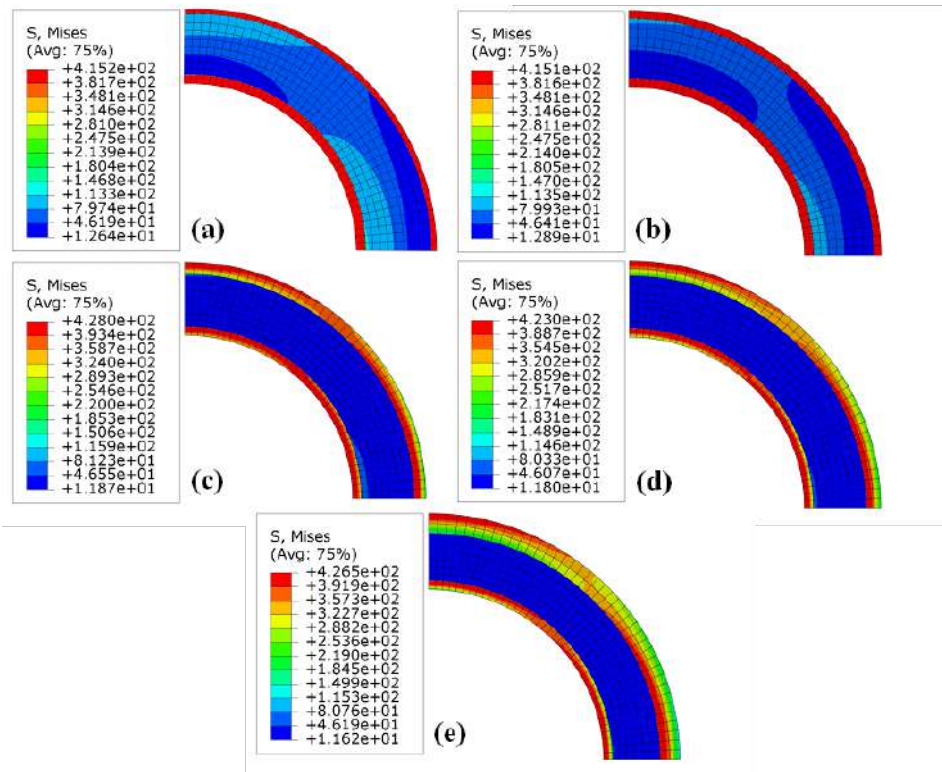 S, Mises
(Avg: 75%)
+4.152e+02
+3.817e+02
+3.481e+02
+3.146e+02
+2.810e+02
+2.475e+02
+2.139e+02
+1.804e+02
+1.468e+02
+1.133e+02
+7.974e+01
+4.619e+01
+1.264e+01
(a)
S, Mises
(Avg: 75%)
+4.151e+02
+3.816e+02
+3.481e+02
+3.146e+02
+2.811e+02
+2.475e+02
+2.140e+02
+1.805e+02
+1.470e+02
+1.135e+02
+7.993e+01
+4.641e+01
+1.289e+01
(b)
S, Mises
(Avg: 75%)
+4.280e+02
+3.934e+02
+3.587e+02
+3.240e+02
+2.893e+02
+2.546e+02
+2.200e+02
+1.853e+02
+1.506e+02
+1.159e+02
+8.123e+01
+4.655e+01
+1.187e+01
(c)
S, Mises
(Avg: 75%)
+4.230e+02
+3.887e+02
+3.545e+02
+3.202e+02
+2.859e+02
+2.517e+02
+2.174e+02
+1.831e+02
+1.489e+02
+1.146e+02
+8.033e+01
+4.607e+01
+1.180e+01
(d)
S, Mises
(Avg: 75%)
+4.265e+02
+3.919e+02
+3.573e+02
+3.227e+02
+2.882e+02
+2.536e+02
+2.190e+02
+1.845e+02
+1.499e+02
+1.153e+02
+8.076e+01
+4.619e+01
+1.162e+01
(e)